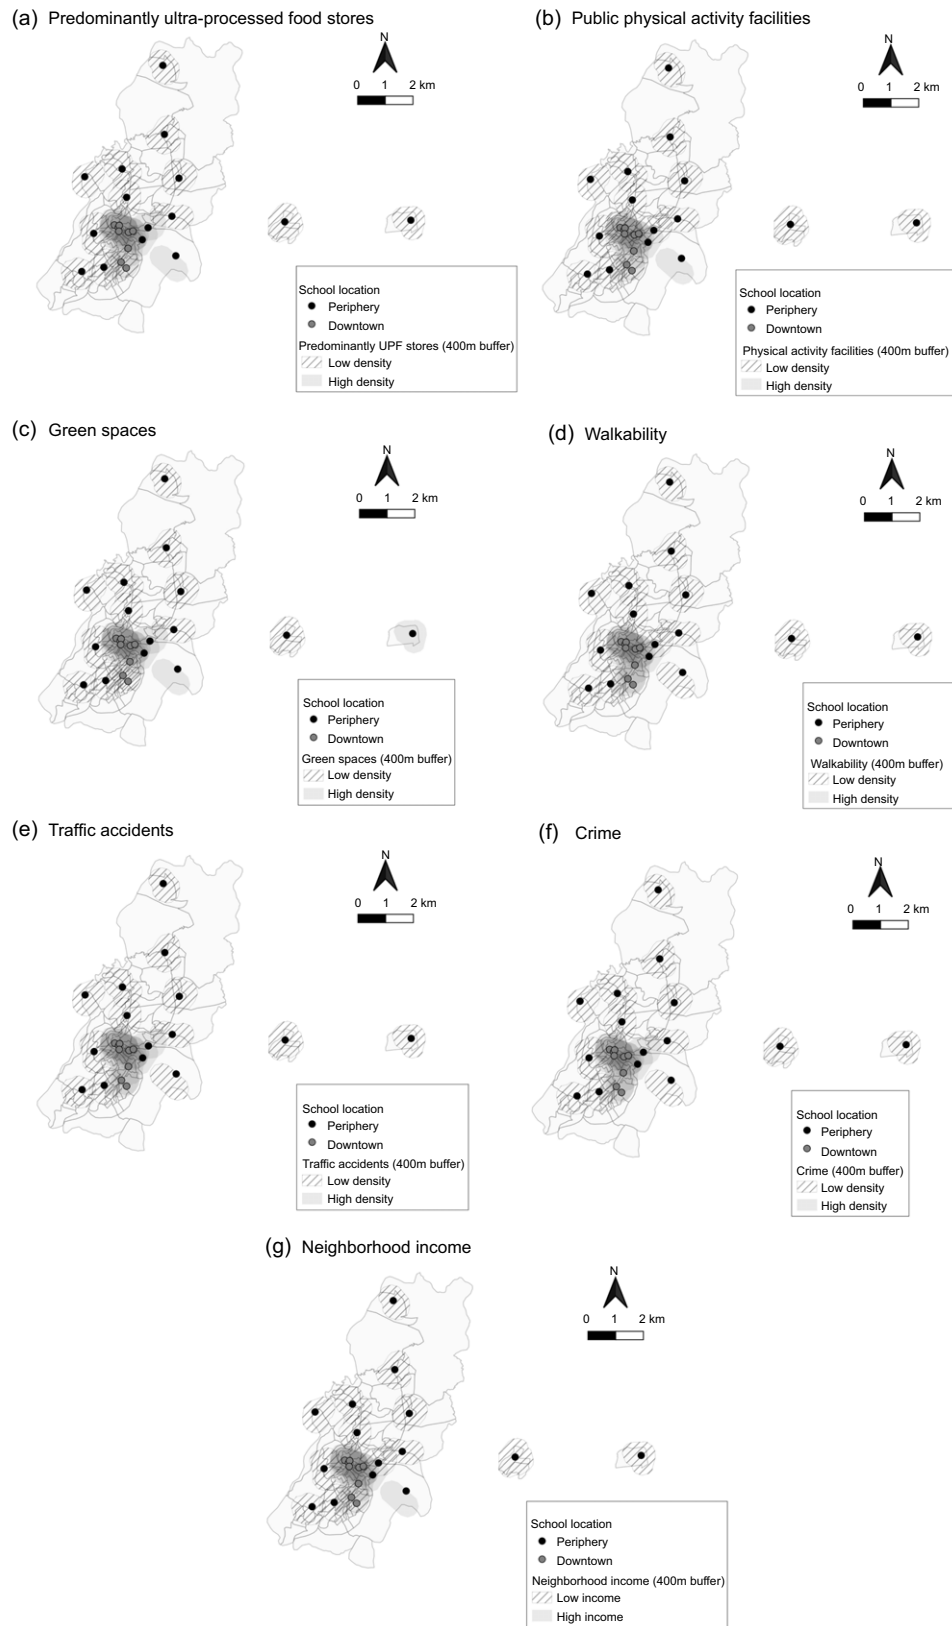 (a) Predominantly ultra-processed food stores
N
0 1 2 km
School location
Periphery
Downtown
Predominantly UPF stores (400m buffer)
Low density
High density
(b) Public physical activity facilities
N
0 1 2 km
School location
Periphery
Downtown
Physical activity facilities (400m buffer)
Low density
High density
(c) Green spaces
N
0 1 2 km
School location
Periphery
Downtown
Green spaces (400m buffer)
Low density
High density
(d) Walkability
N
0 1 2 km
School location
Periphery
Downtown
Walkability (400m buffer)
Low density
High density
(e) Traffic accidents
N
0 1 2 km
School location
Periphery
Downtown
Traffic accidents (400m buffer)
Low density
High density
(f) Crime
N
0 1 2 km
School location
Periphery
Downtown
Crime (400m buffer)
Low density
High density
(g) Neighborhood income
N
0 1 2 km
School location
Periphery
Downtown
Neighborhood income (400m buffer)
Low income
High income